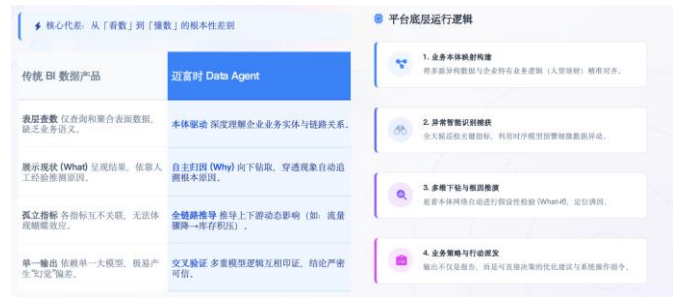 核心代差：从「看数」到「懂数」的根本性差别
传统 BI 数据产品
迈富时 Data Agent
表层查数 仅查询和聚合表面数据,
缺乏业务语义。
本体驱动 深度理解企业业务实体与链路关系。
展示现状 (What) 呈现结果，依靠人
工经验推测原因。
自主归因 (Why) 向下钻取，穿透现象自动追
溯根本原因。
孤立指标 各指标互不关联，无法体
现蝴蝶效应。
全链路推导 推导上下游动态影响（如：流量
骤降→库存积压）。
单一输出 依赖单一大模型，极易产
生"幻觉"偏差。
交叉验证 多重模型逻辑互相印证，结论严密
可信。
平台底层运行逻辑
1. 业务本体映射构建
将多源异构数据与企业特有业务逻辑（人货场财）精准对齐。
2. 异常智能识别捕获
全天候巡检关键指标，利用时序模型预警细微数据异动。
3. 多维下钻与根因推演
沿着本体网络自动进行假设性检验 (What-if)，定位诱因。
4. 业务策略与行动派发
输出不仅是报告，而是可直接决策的优化建议与系统操作指令。